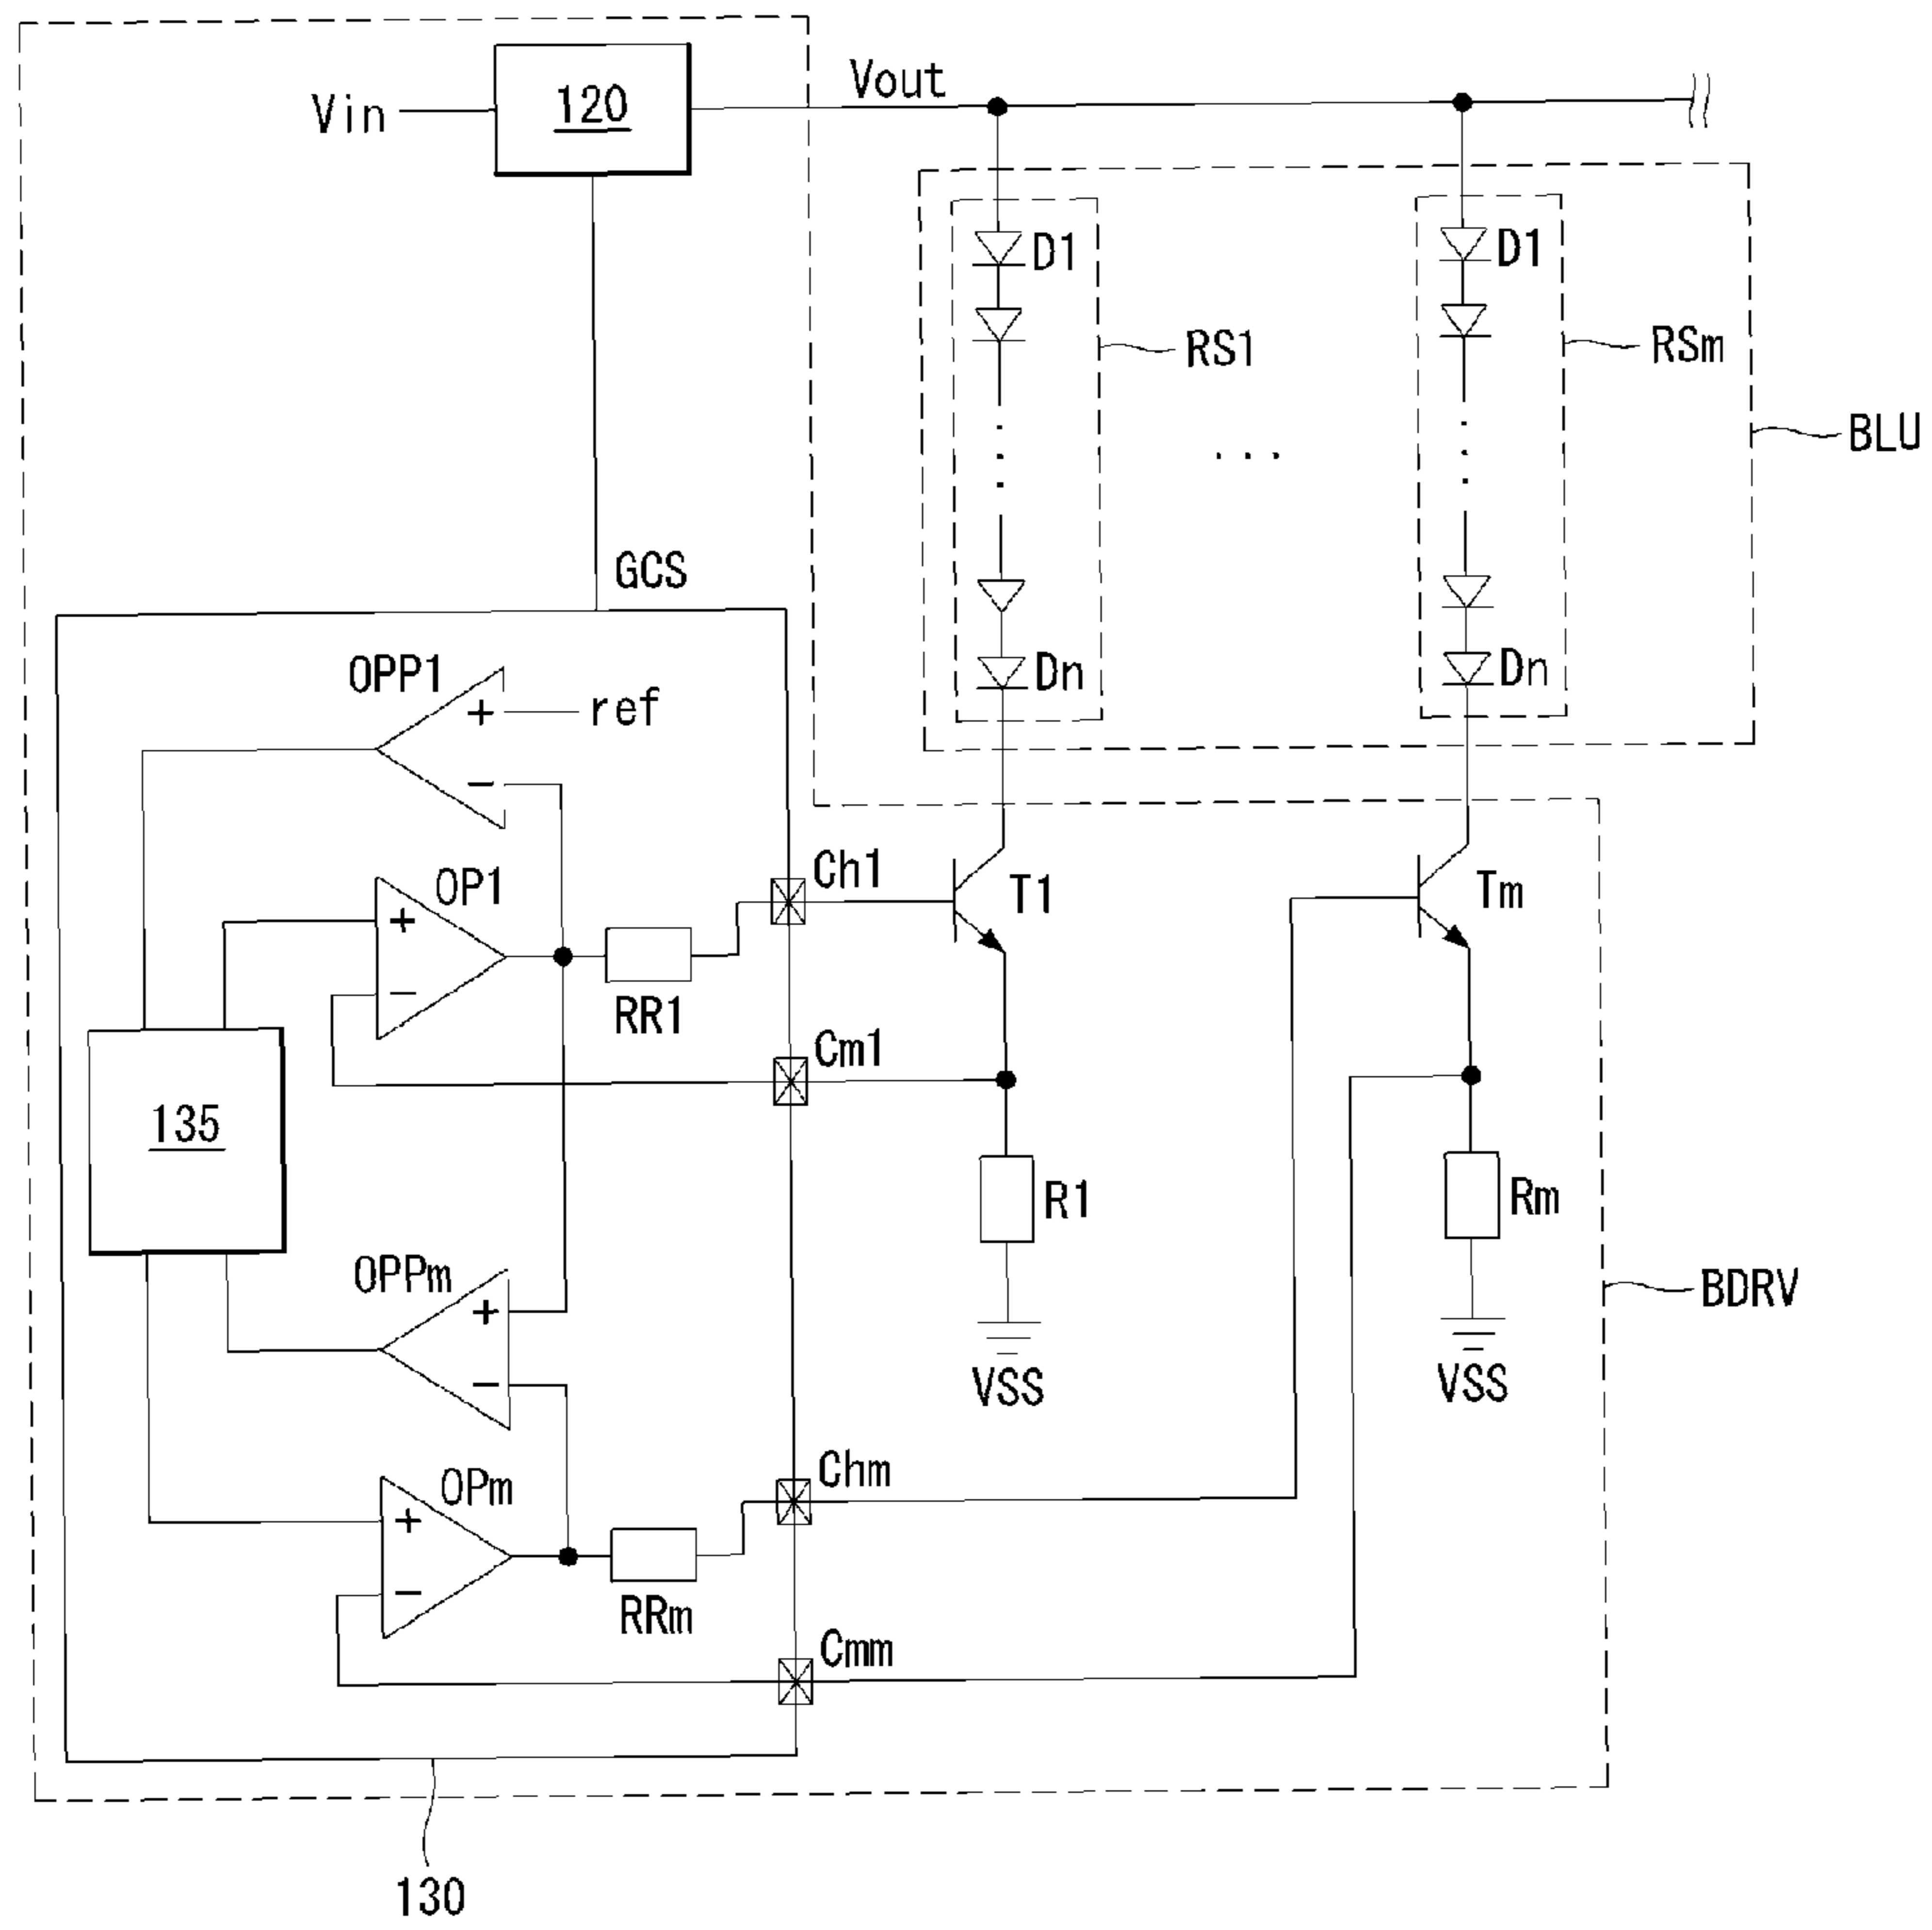 Vin
120
Vout
D1
D1
RS1
RSm
BLU
GCS
OPP1
+
ref
−
Dn
Dn
OP1
+
−
Ch1
T1
Tm
RR1
Cm1
135
R1
Rm
OPPm
+
−
BDRV
VSS
VSS
OPm
+
−
Chm
RRm
Cmm
130